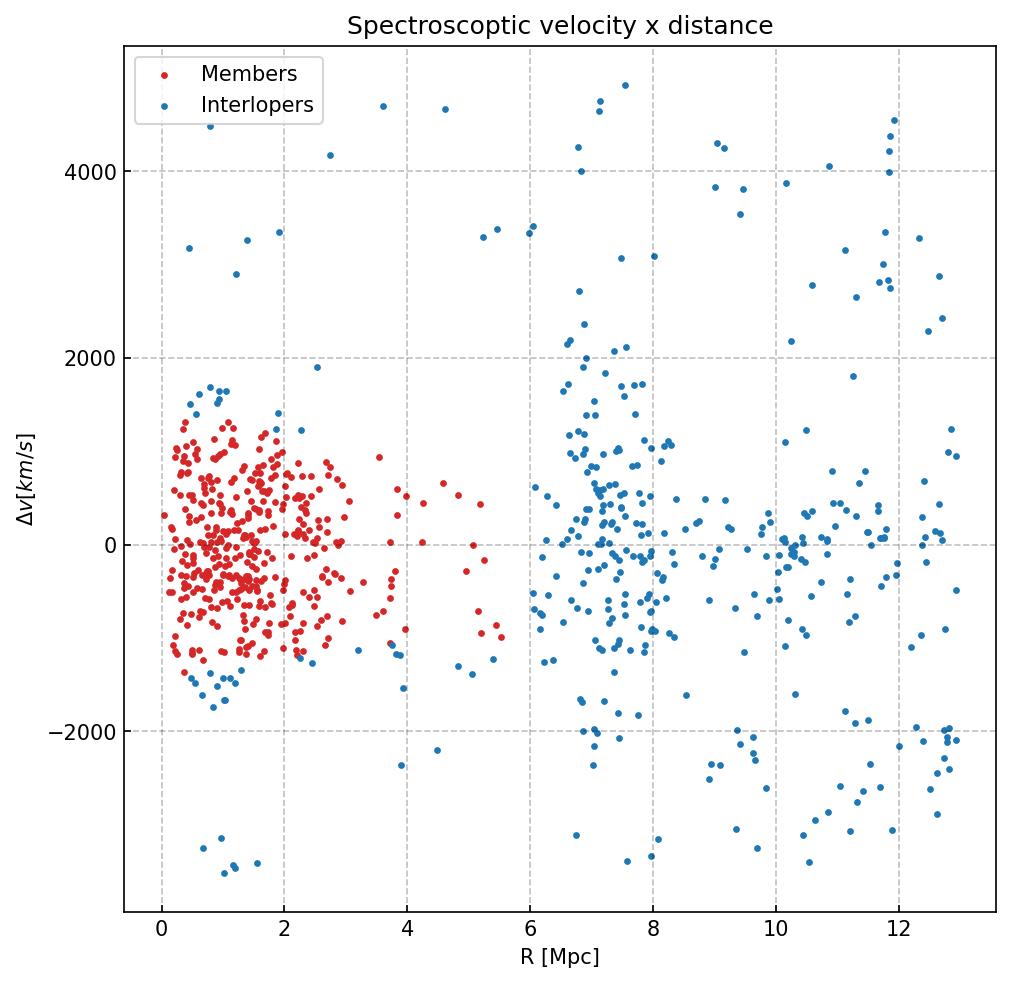 Spectroscoptic velocity x distance
Members
Interlopers
4000
2000
0
−2000
Δv[km/s]
0 2 4 6 8 10 12
R [Mpc]